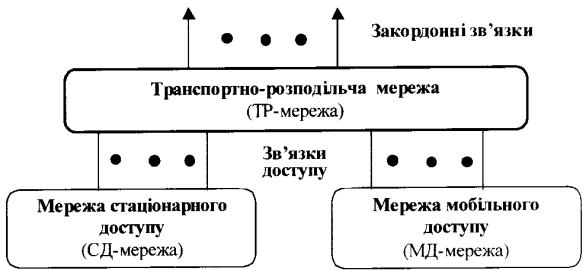 Закордонні зв’язки
Транспортно-розподільча мережа
(ТР-мережа)
Зв’язки
доступу
Мережа стаціонарного
доступу
(СД-мережа)
Мережа мобільного
доступу
(МД-мережа)